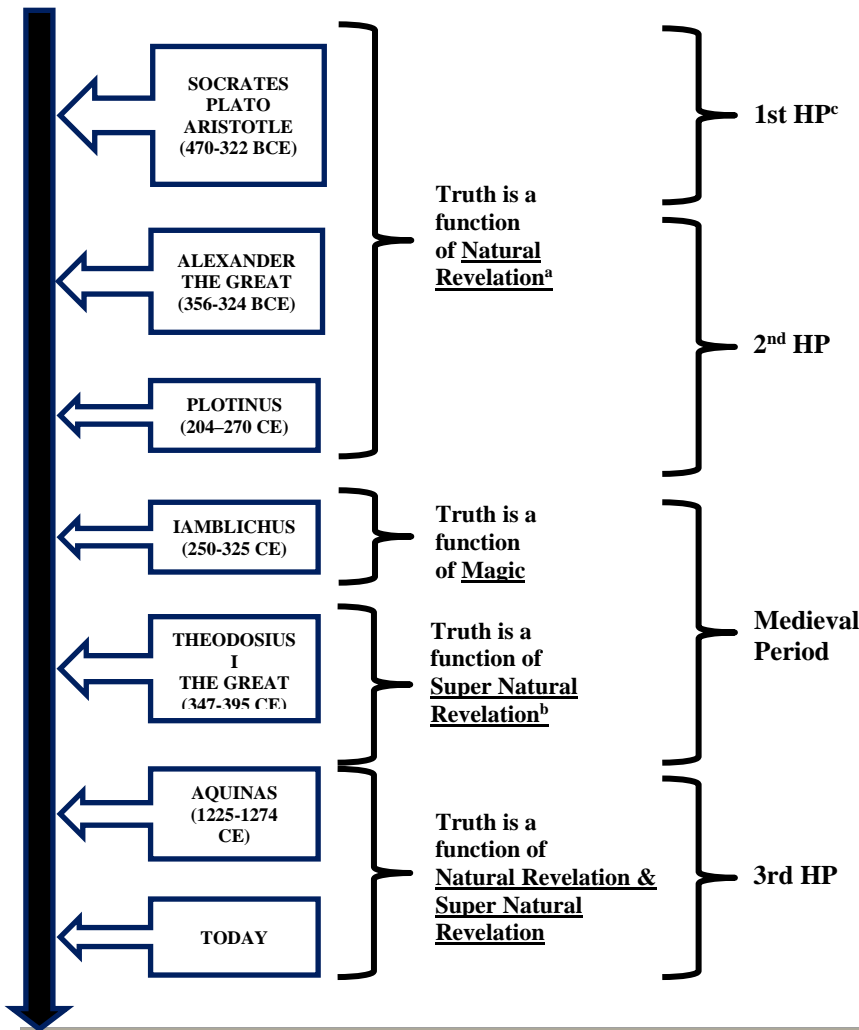 SOCRATES
PLATO
ARISTOTLE
(470-322 BCE)
1st HPᶜ
Truth is a
function
of Natural
Revelationᵃ
ALEXANDER
THE GREAT
(356-324 BCE)
2ⁿᵈ HP
PLOTINUS
(204–270 CE)
IAMBLICHUS
(250-325 CE)
Truth is a
function
of Magic
THEODOSIUS
I
THE GREAT
(347-395 CE)
Truth is a
function of
Super Natural
Revelationᵇ
Medieval
Period
AQUINAS
(1225-1274
CE)
Truth is a
function of
Natural Revelation &
Super Natural
Revelation
3rd HP
TODAY